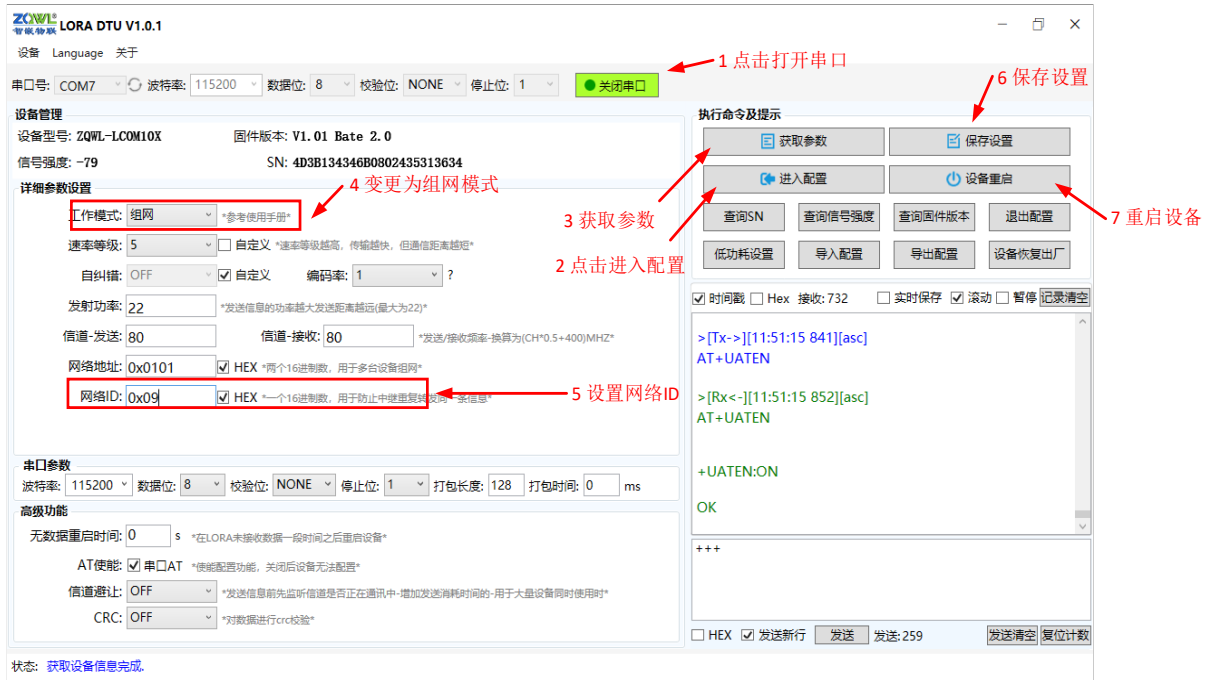 ZQWL 智嵌物联 LORA DTU V1.0.1
设备 Language 关于
1 点击打开串口
串口号: COM7 波特率: 115200 数据位: 8 校验位: NONE 停止位: 1 关闭串口
6 保存设置
设备管理
设备型号: ZQWL-LCOM10X 固件版本: V1.01 Bate 2.0
信号强度: -79 SN: 4D3B134346B0802435313634
详细参数设置
4 变更为组网模式
工作模式: 组网 *参考使用手册*
速率等级: 5 自定义 *速率等级越高，传输越快，但通信距离越短*
自纠错: OFF 自定义 编码率: 1 ?
发射功率: 22 *发送信息的功率越大发送距离越远(最大为22)*
信道-发送: 80 信道-接收: 80 *发送/接收频率-换算为(CH*0.5+400)MHZ*
网络地址: 0x0101 HEX *两个16进制数，用于多台设备组网*
网络ID: 0x09 HEX *一个16进制数，用于防止中继重复转发同一条信息*
5 设置网络ID
串口参数
波特率: 115200 数据位: 8 校验位: NONE 停止位: 1 打包长度: 128 打包时间: 0 ms
高级功能
无数据重启时间: 0 s *在LORA未接收数据一段时间之后重启设备*
AT使能: 串口AT *使能配置功能，关闭后设备无法配置*
信道避让: OFF *发送信息前先监听信道是否正在通讯中-增加发送消耗时间的-用于大量设备同时使用时*
CRC: OFF *对数据进行crc校验*
状态: 获取设备信息完成.
执行命令及提示
获取参数 保存设置
进入配置 设备重启
3 获取参数
7 重启设备
查询SN 查询信号强度 查询固件版本 退出配置
2 点击进入配置
低功耗设置 导入配置 导出配置 设备恢复出厂
时间戳 Hex 接收: 732 实时保存 滚动 暂停 记录清空
>[Tx->][11:51:15 841][asc]
AT+UATEN
>[Rx<-][11:51:15 852][asc]
AT+UATEN
+UATEN:ON
OK
+++
HEX 发送新行 发送 发送: 259 发送清空 复位计数